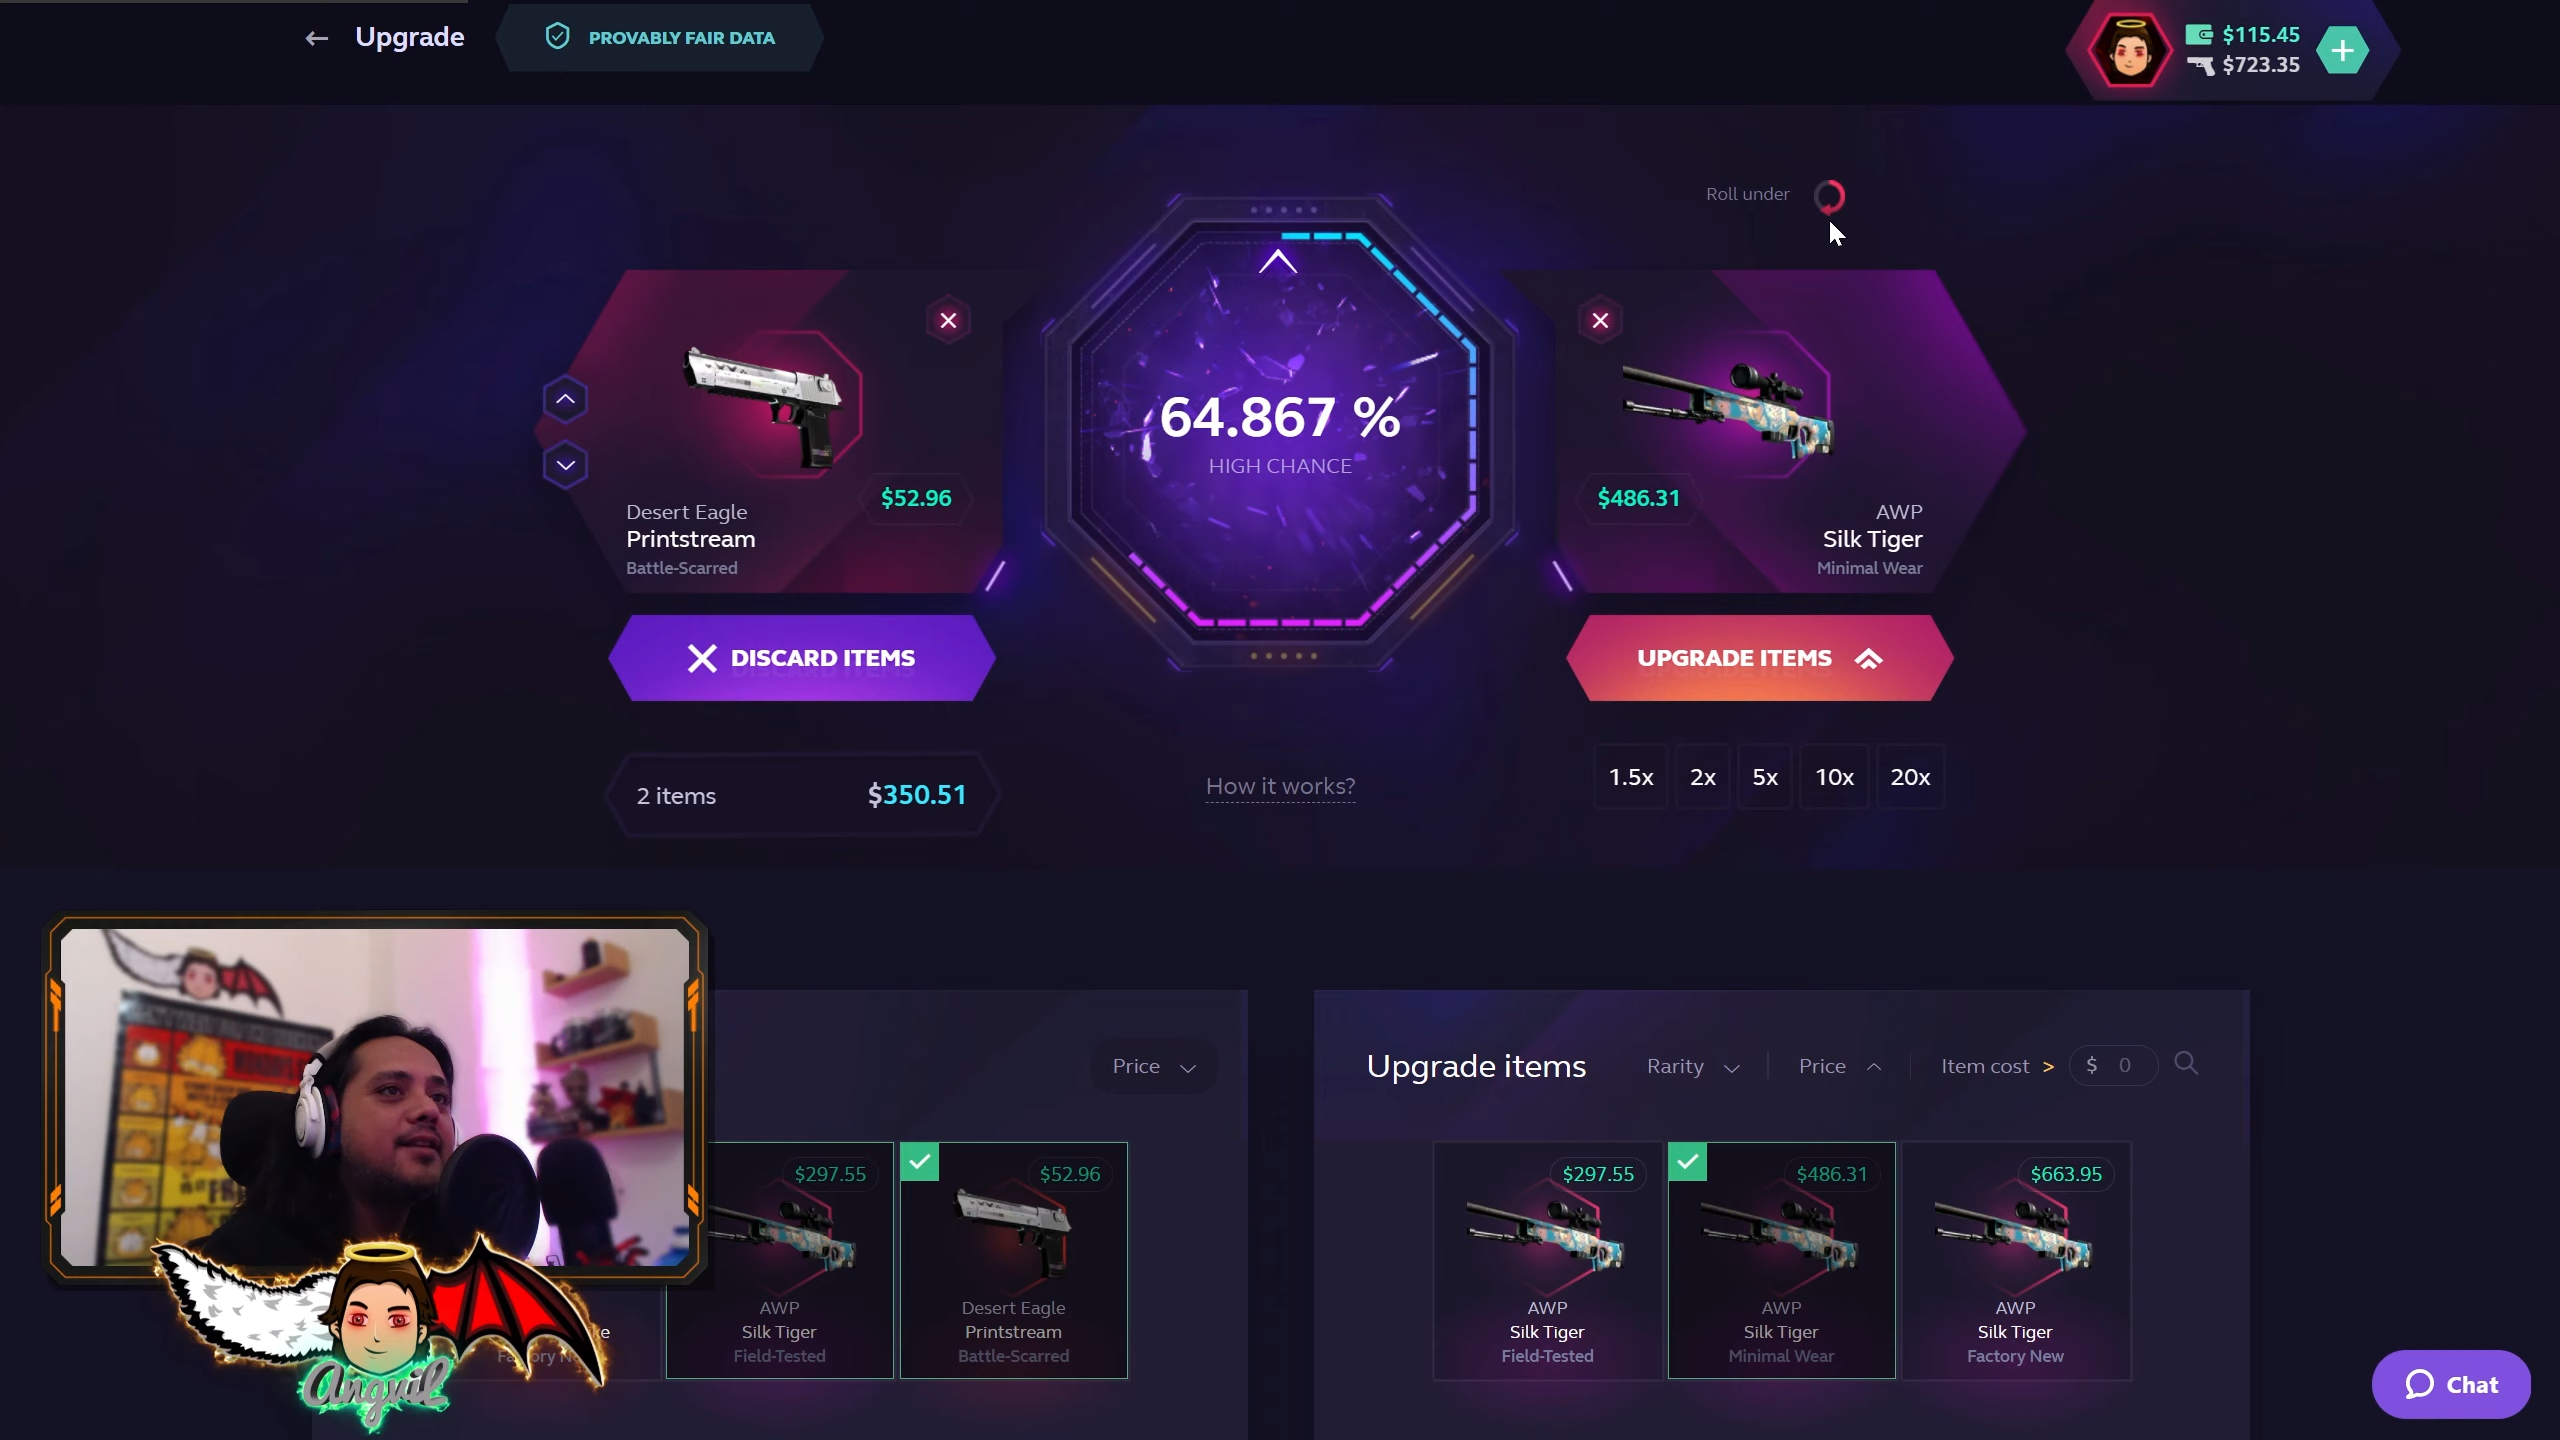 ← Upgrade
PROVABLY FAIR DATA
$115.45
$723.35
Roll under
64.867 %
HIGH CHANCE
$52.96
Desert Eagle
Printstream
Battle-Scarred
$486.31
AWP
Silk Tiger
Minimal Wear
DISCARD ITEMS
UPGRADE ITEMS
2 items
$350.51
How it works?
1.5x
2x
5x
10x
20x
Price
Upgrade items
Rarity
Price
Item cost >
$ 0
$297.55
AWP
Silk Tiger
Field-Tested
$52.96
Desert Eagle
Printstream
Battle-Scarred
$297.55
AWP
Silk Tiger
Field-Tested
$486.31
AWP
Silk Tiger
Minimal Wear
$663.95
AWP
Silk Tiger
Factory New
Angvil
Chat